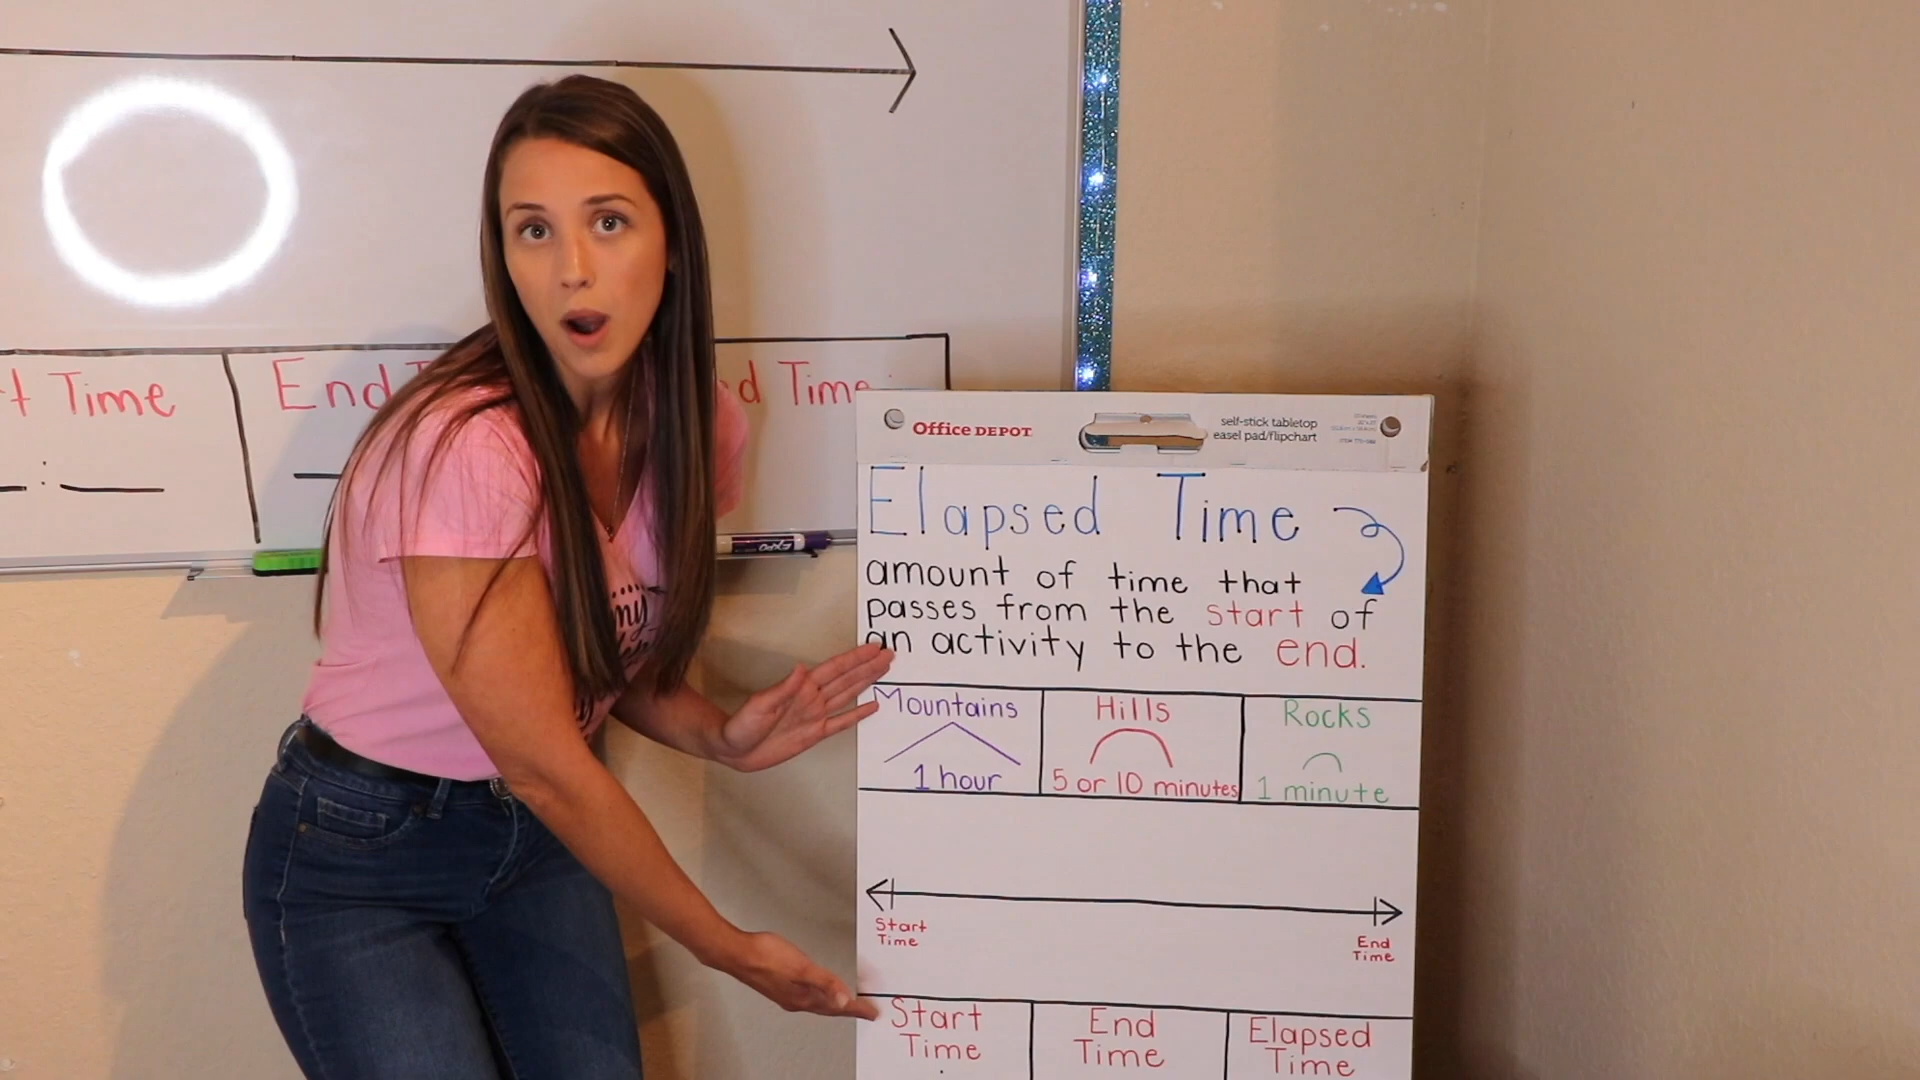 t Time
End
d Time
EXPO
Office DEPOT
self-stick tabletop
easel pad/flipchart
Elapsed Time
amount of time that
passes from the start of
an activity to the end.
Mountains
1 hour
Hills
5 or 10 minutes
Rocks
1 minute
Start
Time
End
Time
Start
Time
End
Time
Elapsed
Time